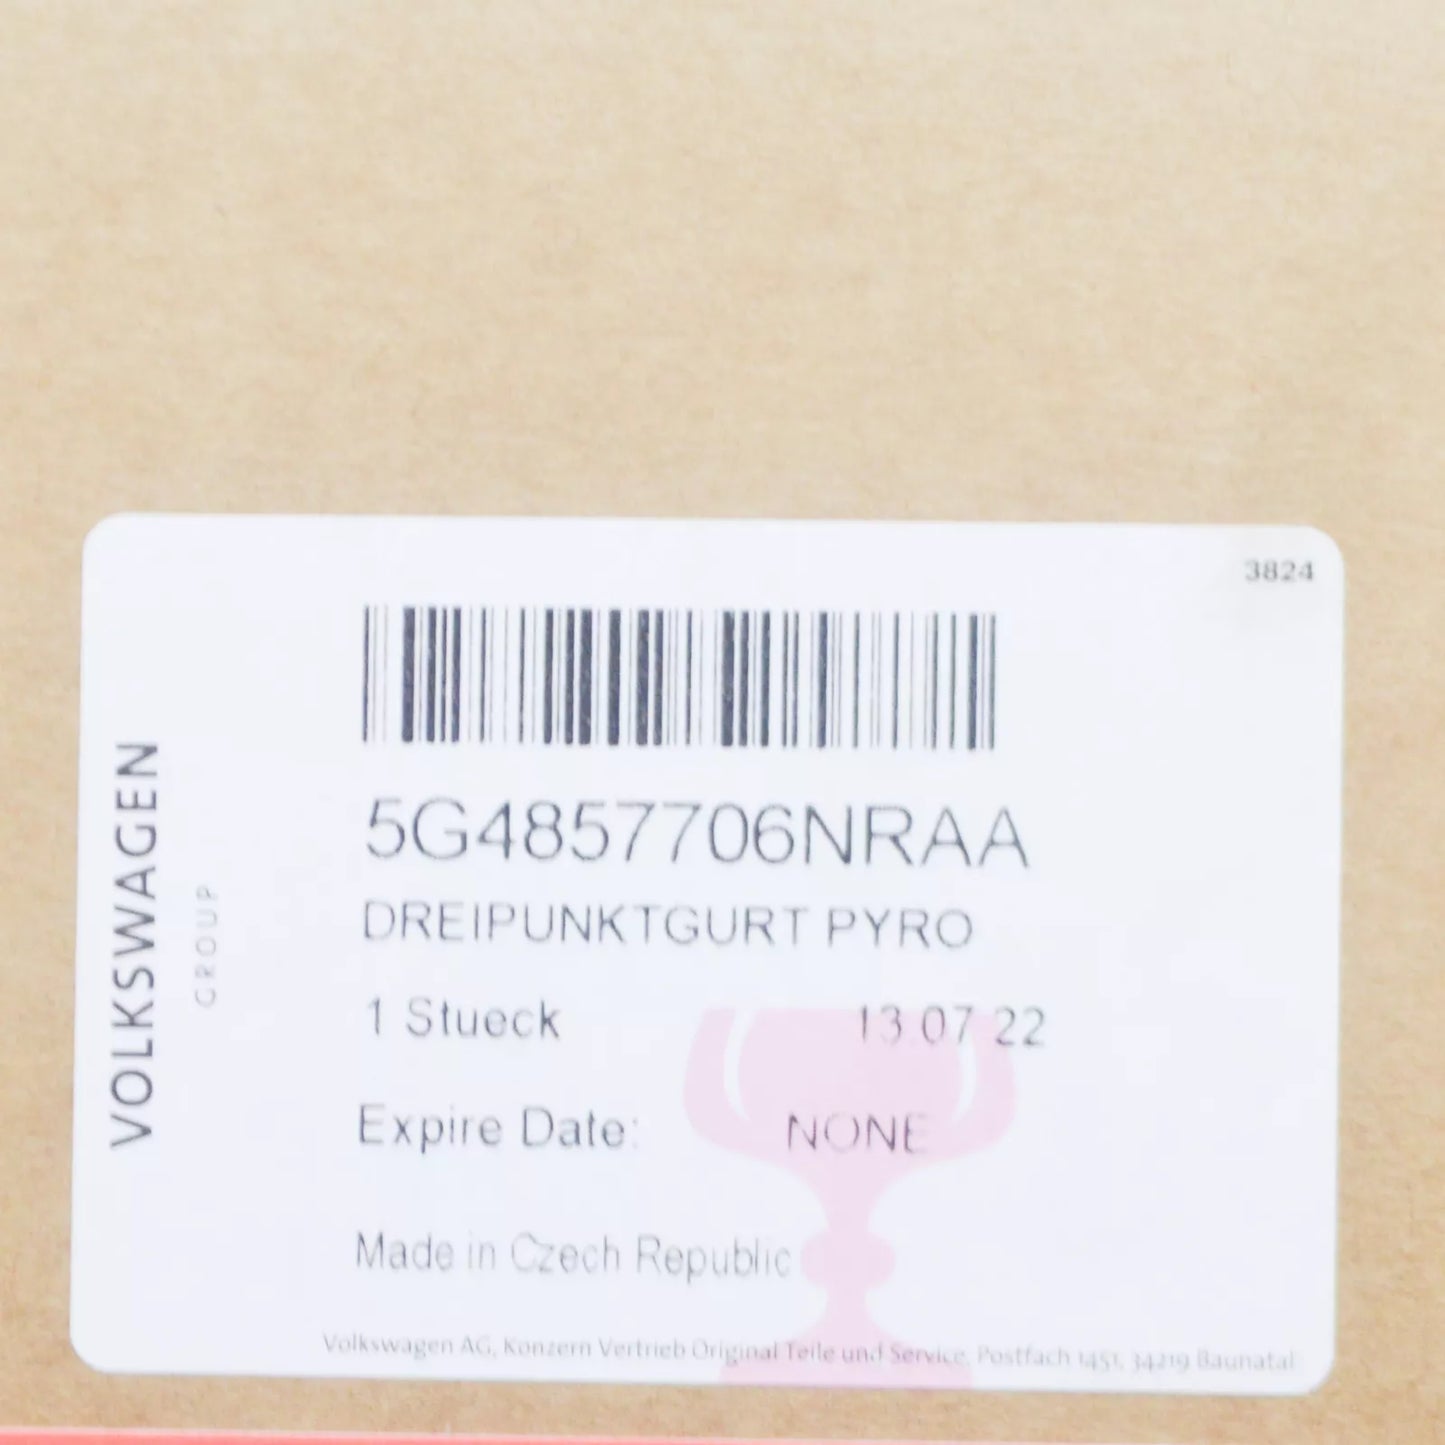 3824
VOLKSWAGEN
GROUP
5G4857706NRAA
DREIPUNKTGURT PYRO
1 Stueck 13.07.22
Expire Date: NONE
Made in Czech Republic
Volkswagen AG, Konzern Vertrieb Original Teile und Service, Postfach 1451, 34219 Baunatal